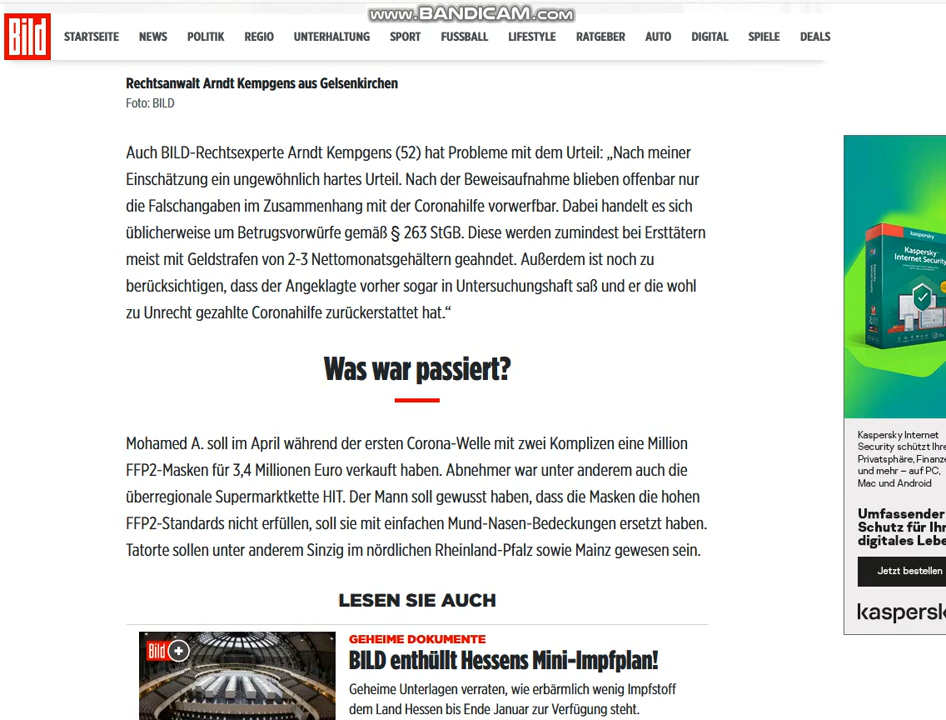 www.BANDICAM.com
Bild STARTSEITE NEWS POLITIK REGIO UNTERHALTUNG SPORT FUSSBALL LIFESTYLE RATGEBER AUTO DIGITAL SPIELE DEALS
Rechtsanwalt Arndt Kempgens aus Gelsenkirchen
Foto: BILD
Auch BILD-Rechtsexperte Arndt Kempgens (52) hat Probleme mit dem Urteil: „Nach meiner
Einschätzung ein ungewöhnlich hartes Urteil. Nach der Beweisaufnahme blieben offenbar nur
die Falschangaben im Zusammenhang mit der Coronahilfe vorwerfbar. Dabei handelt es sich
üblicherweise um Betrugsvorwürfe gemäß § 263 StGB. Diese werden zumindest bei Ersttätern
meist mit Geldstrafen von 2-3 Nettomonatsgehältern geahndet. Außerdem ist noch zu
berücksichtigen, dass der Angeklagte vorher sogar in Untersuchungshaft saß und er die wohl
zu Unrecht gezahlte Coronahilfe zurückerstattet hat.“
Was war passiert?
Mohamed A. soll im April während der ersten Corona-Welle mit zwei Komplizen eine Million
FFP2-Masken für 3,4 Millionen Euro verkauft haben. Abnehmer war unter anderem auch die
überregionale Supermarktkette HIT. Der Mann soll gewusst haben, dass die Masken die hohen
FFP2-Standards nicht erfüllen, soll sie mit einfachen Mund-Nasen-Bedeckungen ersetzt haben.
Tatorte sollen unter anderem Sinzig im nördlichen Rheinland-Pfalz sowie Mainz gewesen sein.
LESEN SIE AUCH
Bild +
GEHEIME DOKUMENTE
BILD enthüllt Hessens Mini-Impfplan!
Geheime Unterlagen verraten, wie erbärmlich wenig Impfstoff
dem Land Hessen bis Ende Januar zur Verfügung steht.
kaspersky
Kaspersky
Internet Security
Kaspersky Internet
Security schützt Ihre
Privatsphäre, Finanze
und mehr – auf PC,
Mac und Android
Umfassender
Schutz für Ihr
digitales Lebe
Jetzt bestellen
kaspersk